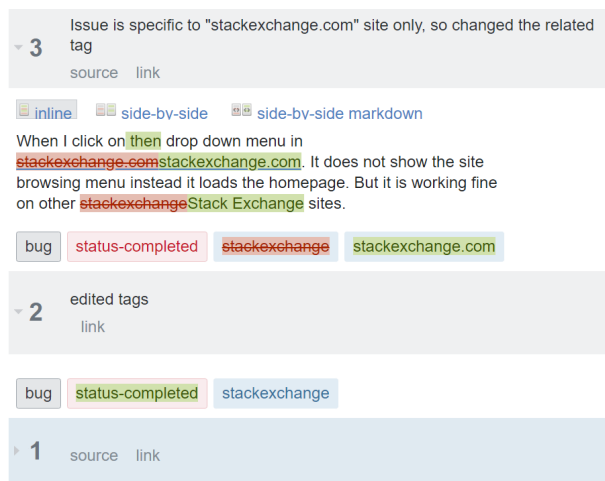 3 Issue is specific to "stackexchange.com" site only, so changed the related
tag
source link
inline side-by-side side-by-side markdown
When I click on then drop down menu in
stackexchange.comstackexchange.com. It does not show the site
browsing menu instead it loads the homepage. But it is working fine
on other stackexchangeStack Exchange sites.
bug status-completed stackexchange stackexchange.com
2 edited tags
link
bug status-completed stackexchange
1 source link